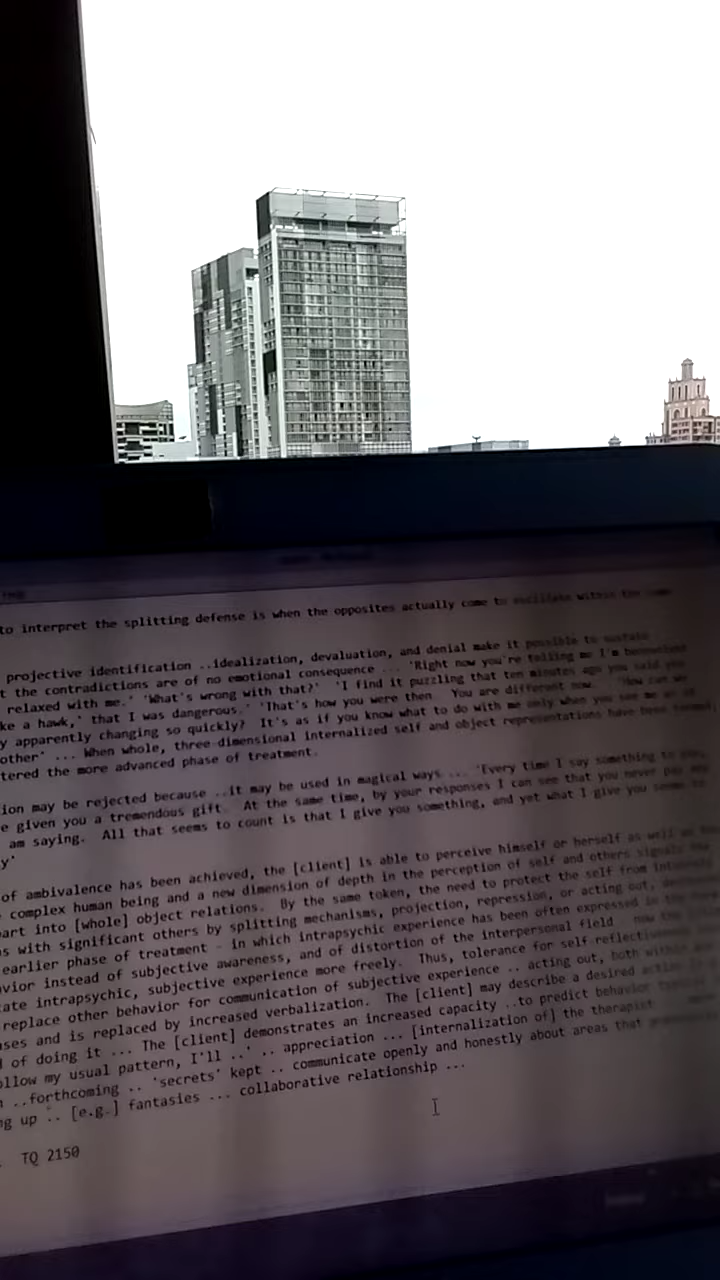 to interpret the splitting defense is when the opposites actually come to
projective identification ..idealization, devaluation, and denial make it possible to sustain
t the contradictions are of no emotional consequence ... 'Right now you're telling me I'm
relaxed with me.' 'What's wrong with that?' 'I find it puzzling that ten minutes ago you said you
ke a hawk,' that I was dangerous.' 'That's how you were then. You are different now.' 'How can
y apparently changing so quickly? It's as if you know what to do with me only when you see me as
other' ... When whole, three-dimensional internalized self and object representations have been
tered the more advanced phase of treatment.
ion may be rejected because ..it may be used in magical ways ... 'Every time I say something to you,
e given you a tremendous gift. At the same time, by your responses I can see that you never pay
am saying. All that seems to count is that I give you something, and yet what I give you seems to
y'
of ambivalence has been achieved, the [client] is able to perceive himself or herself as well as
complex human being and a new dimension of depth in the perception of self and others signals
art into [whole] object relations. By the same token, the need to protect the self from
s with significant others by splitting mechanisms, projection, repression, or acting out,
earlier phase of treatment - in which intrapsychic experience has been often expressed in
vior instead of subjective awareness, and of distortion of the interpersonal field
ate intrapsychic, subjective experience more freely. Thus, tolerance for self-reflectiveness
replace other behavior for communication of subjective experience .. acting out, both within
ses and is replaced by increased verbalization. The [client] may describe a desired action
d of doing it ... The [client] demonstrates an increased capacity ..to predict behavior
ollow my usual pattern, I'll ..' .. appreciation ... [internalization of] the therapist
n ..forthcoming .. 'secrets' kept .. communicate openly and honestly about areas that
ng up .. [e.g.] fantasies ... collaborative relationship ...
TQ 2150